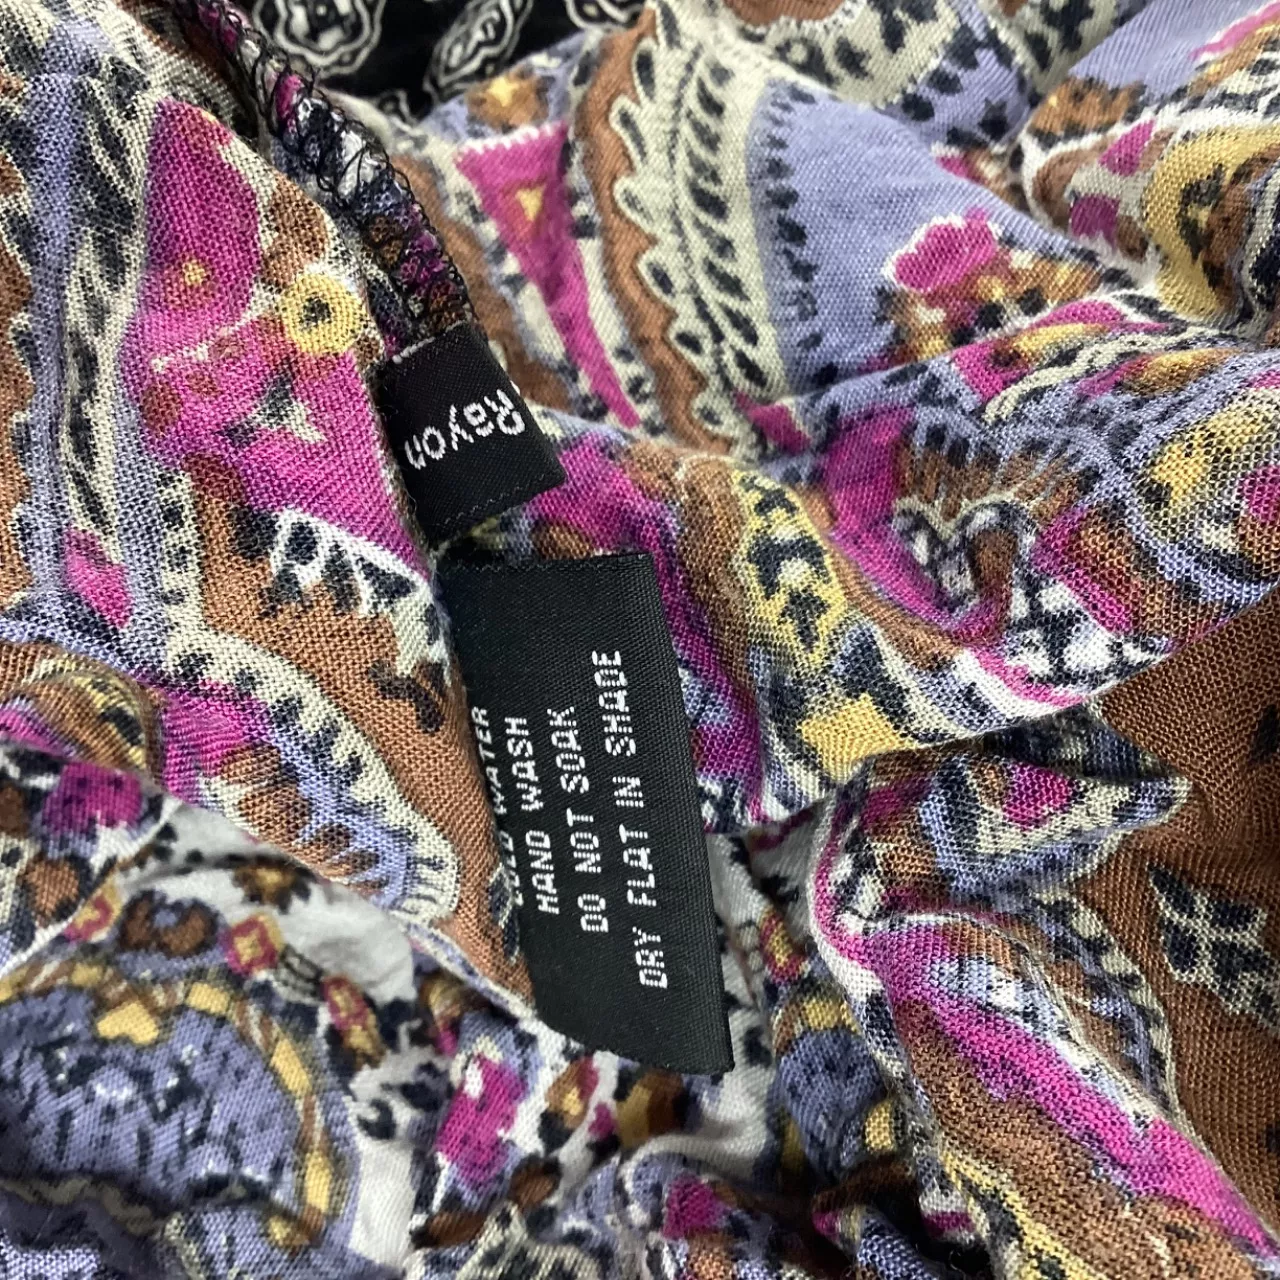 Rayon
COLD WATER
HAND WASH
DO NOT SOAK
DRY FLAT IN SHADE